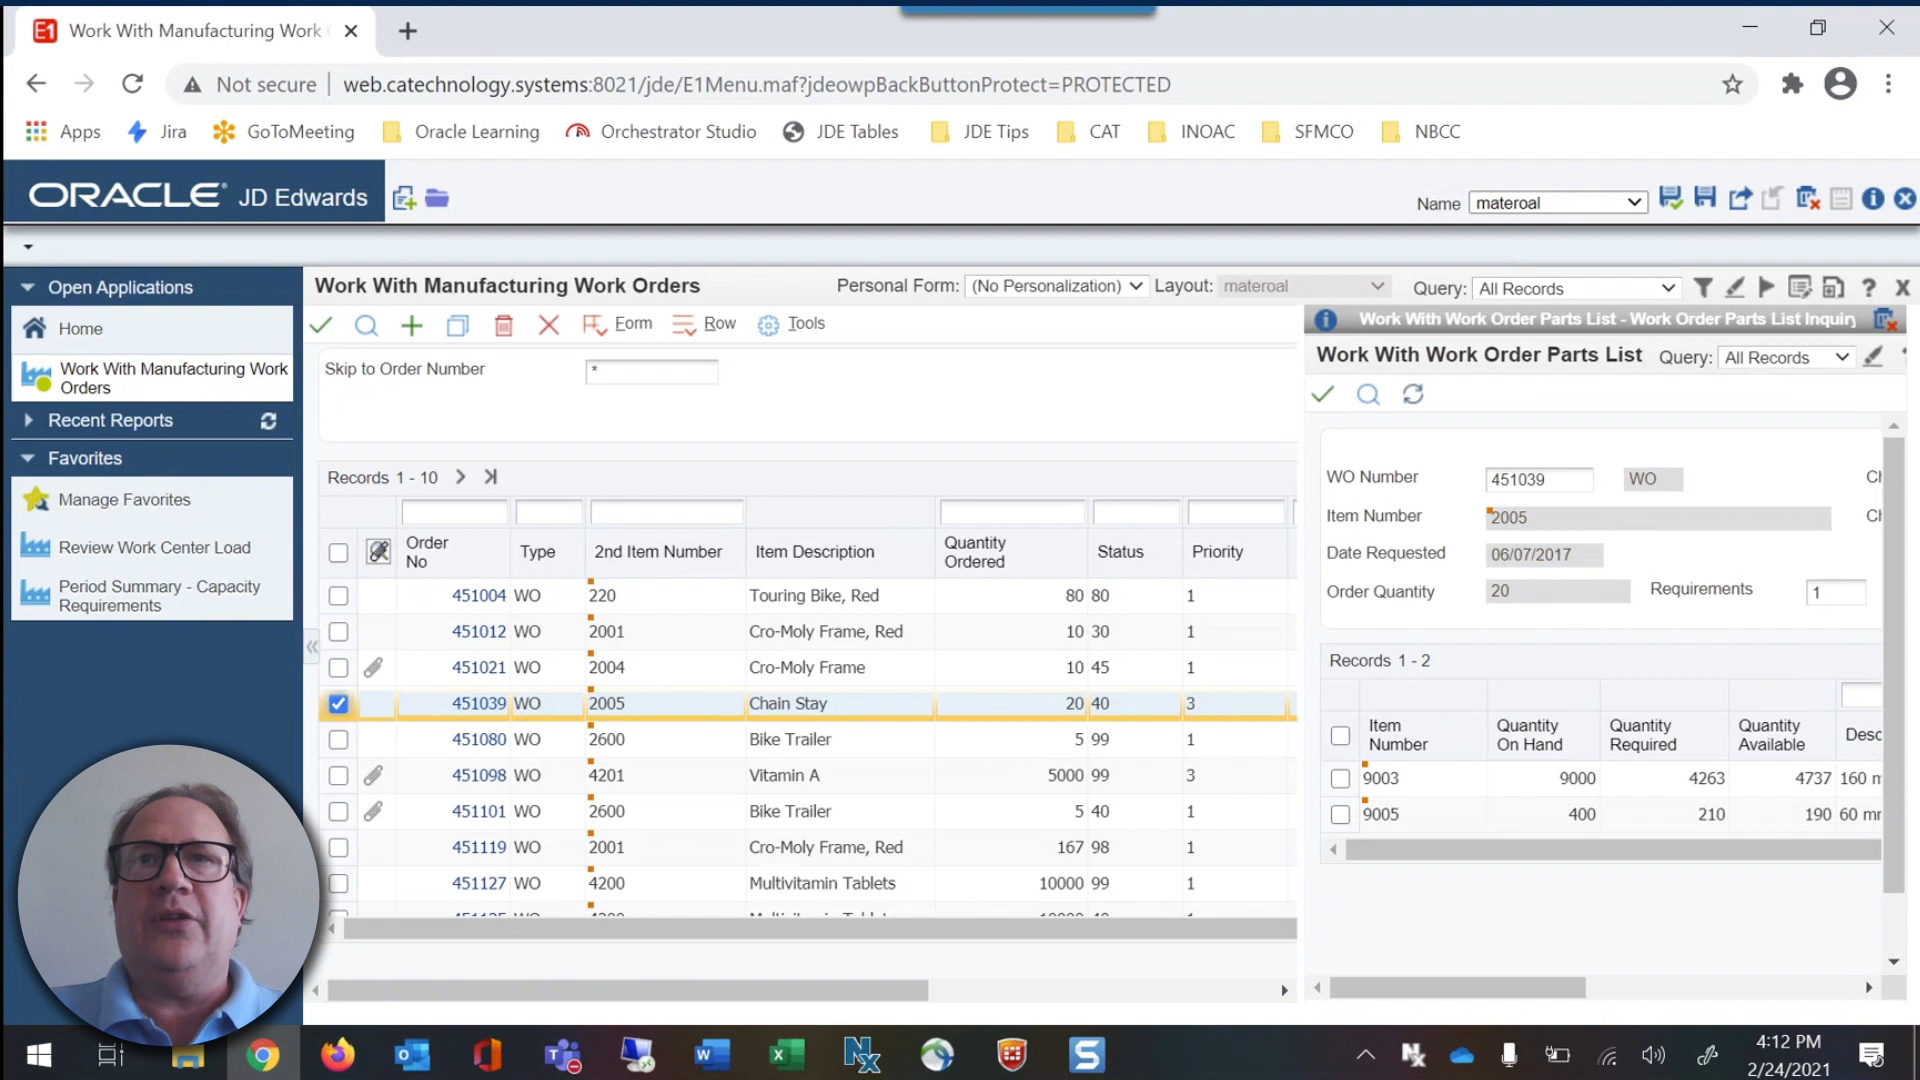 Work With Manufacturing Work
Not secure | web.catechnology.systems:8021/jde/E1Menu.maf?jdeowpBackButtonProtect=PROTECTED
Apps Jira GoToMeeting Oracle Learning Orchestrator Studio JDE Tables JDE Tips CAT INOAC SFMCO NBCC
ORACLE JD Edwards
Name materoal
Open Applications
Home
Work With Manufacturing Work
Orders
Recent Reports
Favorites
Manage Favorites
Review Work Center Load
Period Summary - Capacity
Requirements
Work With Manufacturing Work Orders
Personal Form: (No Personalization) Layout: materoal Query: All Records
Form Row Tools
Skip to Order Number *
Records 1 - 10
Order No Type 2nd Item Number Item Description Quantity Ordered Status Priority
451004 WO 220 Touring Bike, Red 80 80 1
451012 WO 2001 Cro-Moly Frame, Red 10 30 1
451021 WO 2004 Cro-Moly Frame 10 45 1
451039 WO 2005 Chain Stay 20 40 3
451080 WO 2600 Bike Trailer 5 99 1
451098 WO 4201 Vitamin A 5000 99 3
451101 WO 2600 Bike Trailer 5 40 1
451119 WO 2001 Cro-Moly Frame, Red 167 98 1
451127 WO 4200 Multivitamin Tablets 10000 99 1
Work With Work Order Parts List - Work Order Parts List Inquiry
Work With Work Order Parts List Query: All Records
WO Number 451039 WO
Item Number 2005
Date Requested 06/07/2017
Order Quantity 20 Requirements 1
Records 1 - 2
Item Number Quantity On Hand Quantity Required Quantity Available Desc
9003 9000 4263 4737 160 m
9005 400 210 190 60 mr
4:12 PM
2/24/2021